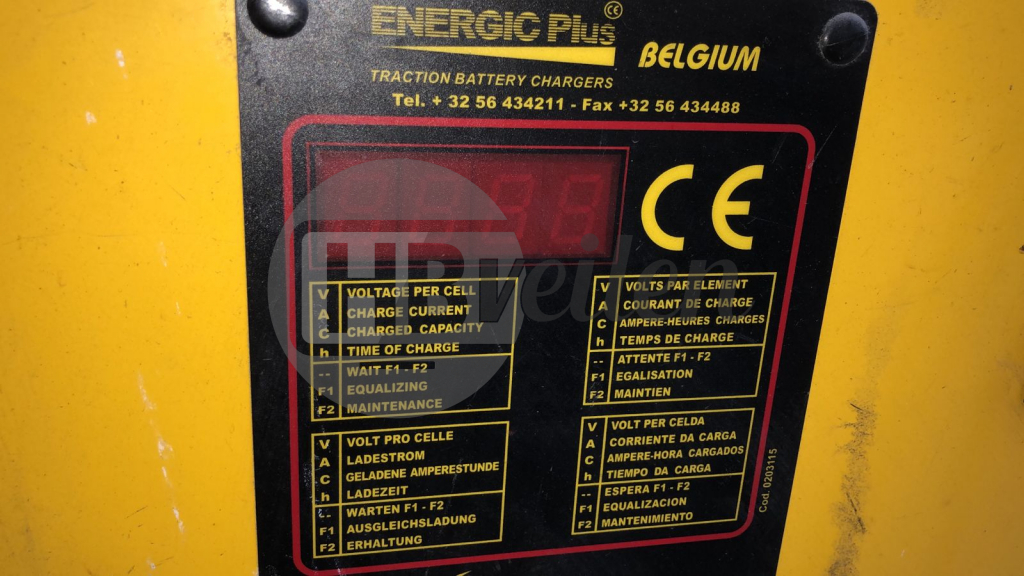 ENERGIC Plus
BELGIUM
TRACTION BATTERY CHARGERS
Tel. + 32 56 434211 - Fax +32 56 434488
CE
V VOLTAGE PER CELL
A CHARGE CURRENT
C CHARGED CAPACITY
h TIME OF CHARGE
-- WAIT F1 - F2
F1 EQUALIZING
F2 MAINTENANCE
V VOLTS PAR ELEMENT
A COURANT DE CHARGE
C AMPERE-HEURES CHARGES
h TEMPS DE CHARGE
-- ATTENTE F1 - F2
F1 EGALISATION
F2 MAINTIEN
V VOLT PRO CELLE
A LADESTROM
C GELADENE AMPERESTUNDE
h LADEZEIT
-- WARTEN F1 - F2
F1 AUSGLEICHSLADUNG
F2 ERHALTUNG
V VOLT PER CELDA
A CORRIENTE DA CARGA
C AMPERE-HORA CARGADOS
h TIEMPO DA CARGA
-- ESPERA F1 - F2
F1 EQUALIZACION
F2 MANTENIMIENTO
Cod. 0203115
veilen